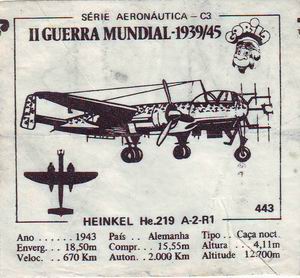 SÉRIE AERONÁUTICA - C3
II GUERRA MUNDIAL-1939/45
443
HEINKEL He.219 A-2-R1
Ano . . . . . . 1943 País . . Alemanha Tipo . . Caça noct.
Enverg. . . 18,50m Compr. . . 15,55m Altura . . . . 4,11m
Veloc. . . 670 Km Auton. . 2.000 Km Altitude 12.700m